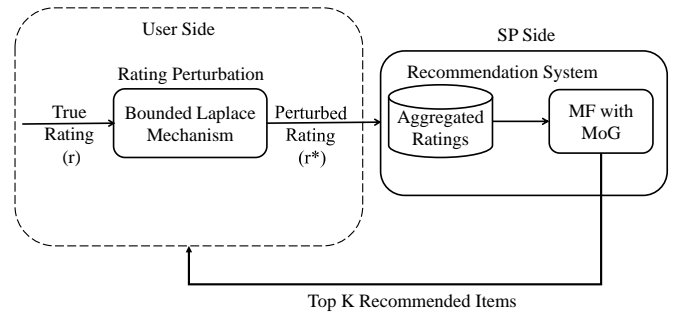 User Side
SP Side
Rating Perturbation
Recommendation System
True
Rating
(r)
Bounded Laplace
Mechanism
Perturbed
Rating
(r*)
Aggregated
Ratings
MF with
MoG
Top K Recommended Items